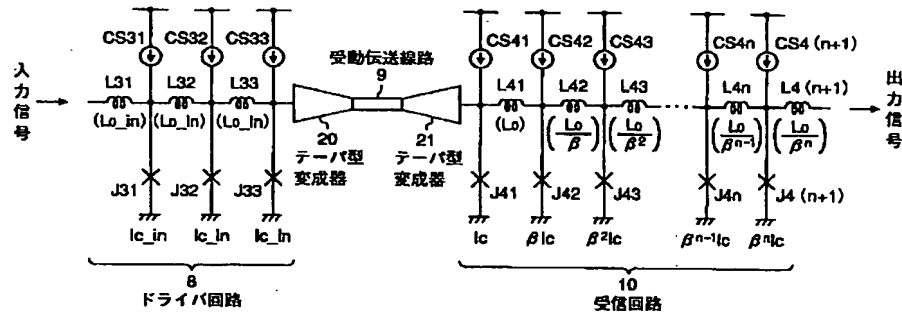 CS31 CS32 CS33 CS41 CS42 CS43 CS4n CS4(n+1)
受動伝送線路
9
入力信号
出力信号
L31 L32 L33 L41 L42 L43 L4n L4(n+1)
(Lo_in) (Lo_in) (Lo_in) (Lo) (Lo/β) (Lo/β²) (Lo/βⁿ⁻¹) (Lo/βⁿ)
20
テーパ型
変成器
21
テーパ型
変成器
J31 J32 J33 J41 J42 J43 J4n J4(n+1)
Ic_in Ic_in Ic_in Ic βIc β²Ic βⁿ⁻¹Ic βⁿIc
8
ドライバ回路
10
受信回路